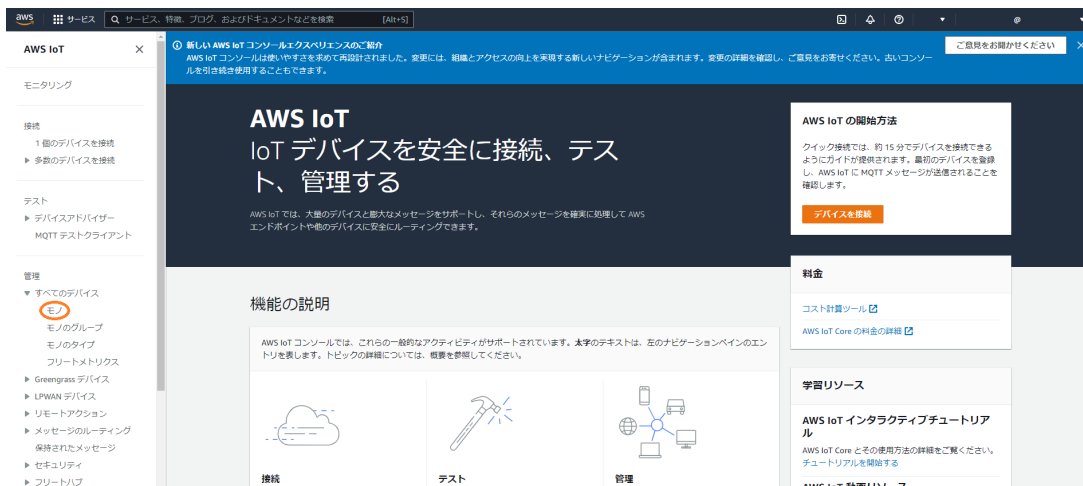 aws サービス サービス、特徴、ブログ、およびドキュメントなどを検索 [Alt+S] @
AWS IoT
モニタリング
接続
1 個のデバイスを接続
多数のデバイスを接続
テスト
デバイスアドバイザー
MQTT テストクライアント
管理
すべてのデバイス
モノ
モノのグループ
モノのタイプ
フリートメトリクス
Greengrass デバイス
LPWAN デバイス
リモートアクション
メッセージのルーティング
保持されたメッセージ
セキュリティ
フリートハブ
新しい AWS IoT コンソールエクスペリエンスのご紹介
AWS IoT コンソールは使いやすさを求めて再設計されました。変更には、組織とアクセスの向上を実現する新しいナビゲーションが含まれます。変更の詳細を確認し、ご意見をお寄せください。古いコンソー
ルを引き続き使用することもできます。
ご意見をお聞かせください
AWS IoT
IoT デバイスを安全に接続、テス
ト、管理する
AWS IoT では、大量のデバイスと膨大なメッセージをサポートし、それらのメッセージを確実に処理して AWS
エンドポイントや他のデバイスに安全にルーティングできます。
AWS IoT の開始方法
クイック接続では、約 15 分でデバイスを接続できる
ようにガイドが提供されます。最初のデバイスを登録
し、AWS IoT に MQTT メッセージが送信されることを
確認します。
デバイスを接続
料金
コスト計算ツール
AWS IoT Core の料金の詳細
機能の説明
AWS IoT コンソールでは、これらの一般的なアクティビティがサポートされています。太字のテキストは、左のナビゲーションペインのエン
トリを表します。トピックの詳細については、概要を参照してください。
接続
テスト
管理
学習リソース
AWS IoT インタラクティブチュートリア
ル
AWS IoT Core とその使用方法の詳細をご覧ください。
チュートリアルを開始する
AWS IoT 動画リソース